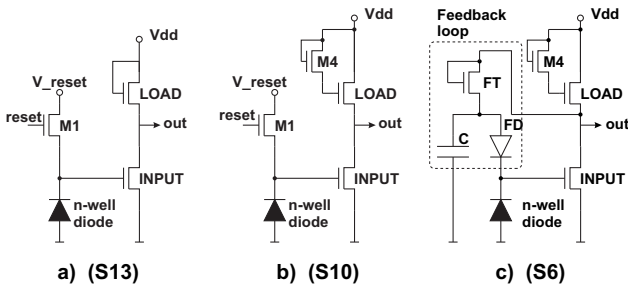 Vdd
V_reset
LOAD
reset
M1
out
INPUT
n-well
diode
a) (S13)
Vdd
M4
V_reset
LOAD
reset
M1
out
INPUT
n-well
diode
b) (S10)
Feedback
loop
Vdd
M4
FT
LOAD
FD
out
C
INPUT
n-well
diode
c) (S6)